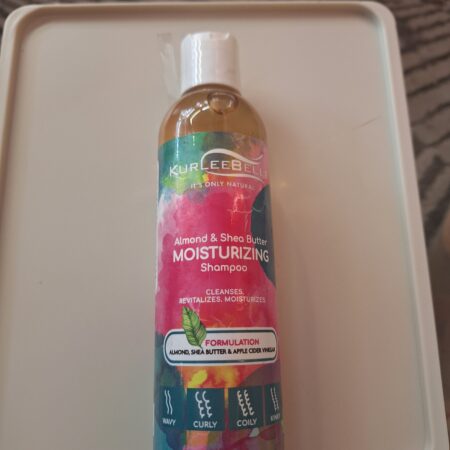 KURLEEBELLE
IT'S ONLY NATURAL
Almond & Shea Butter
MOISTURIZING
Shampoo
CLEANSES.
REVITALIZES. MOISTURIZES.
FORMULATION
ALMOND, SHEA BUTTER & APPLE CIDER VINEGAR
WAVY CURLY COILY KINKY